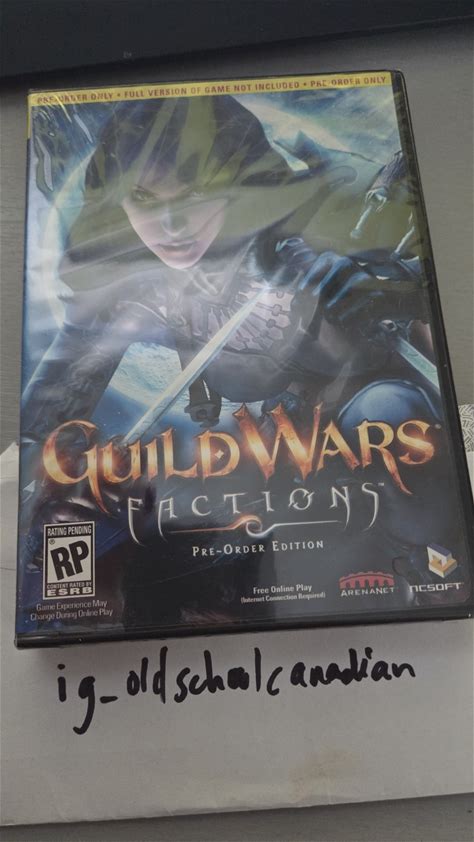 PRE-ORDER ONLY • FULL VERSION OF GAME NOT INCLUDED • PRE-ORDER ONLY
GUILD WARS®
FACTIONS™
PRE-ORDER EDITION
RATING PENDING
RP
CONTENT RATED BY
ESRB
Game Experience May
Change During Online Play
Free Online Play
(Internet Connection Required)
ARENANET
NCSOFT
ig_oldschoolcanadian